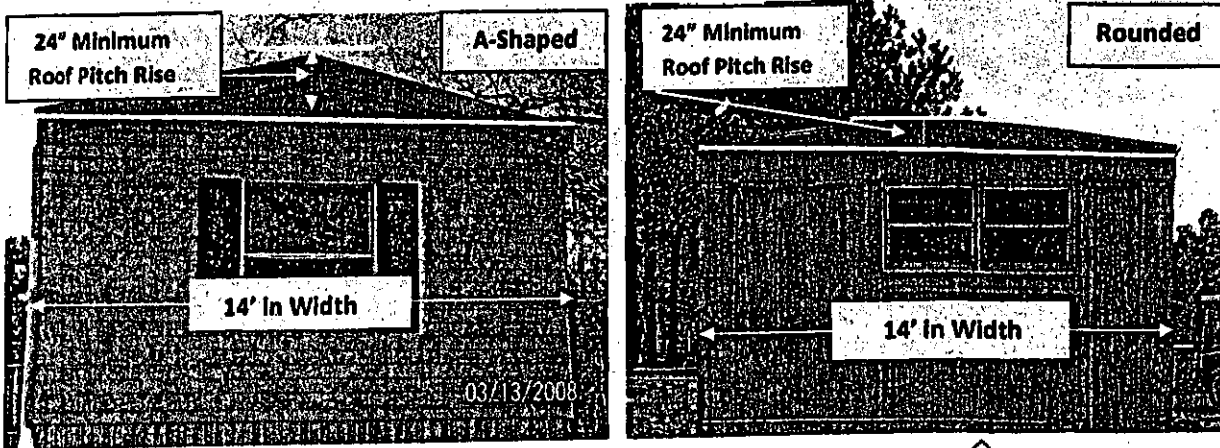 24" Minimum
Roof Pitch Rise
A-Shaped
14' in Width
03/13/2008
24" Minimum
Roof Pitch Rise
Rounded
14' in Width